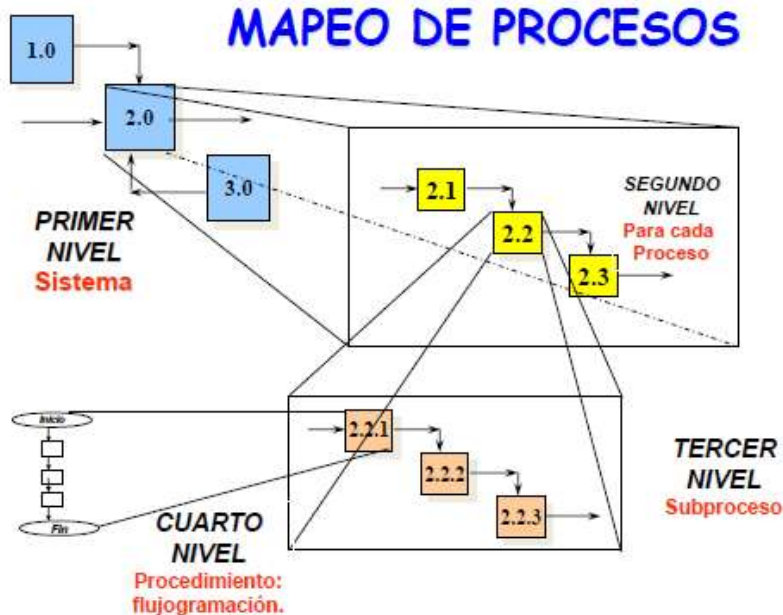 MAPEO DE PROCESOS
1.0
2.0
3.0
PRIMER
NIVEL
Sistema
2.1
2.2
2.3
SEGUNDO
NIVEL
Para cada
Proceso
2.2.1
2.2.2
2.2.3
TERCER
NIVEL
Subproceso
Inicio
Fin
CUARTO
NIVEL
Procedimiento:
flujogramación.